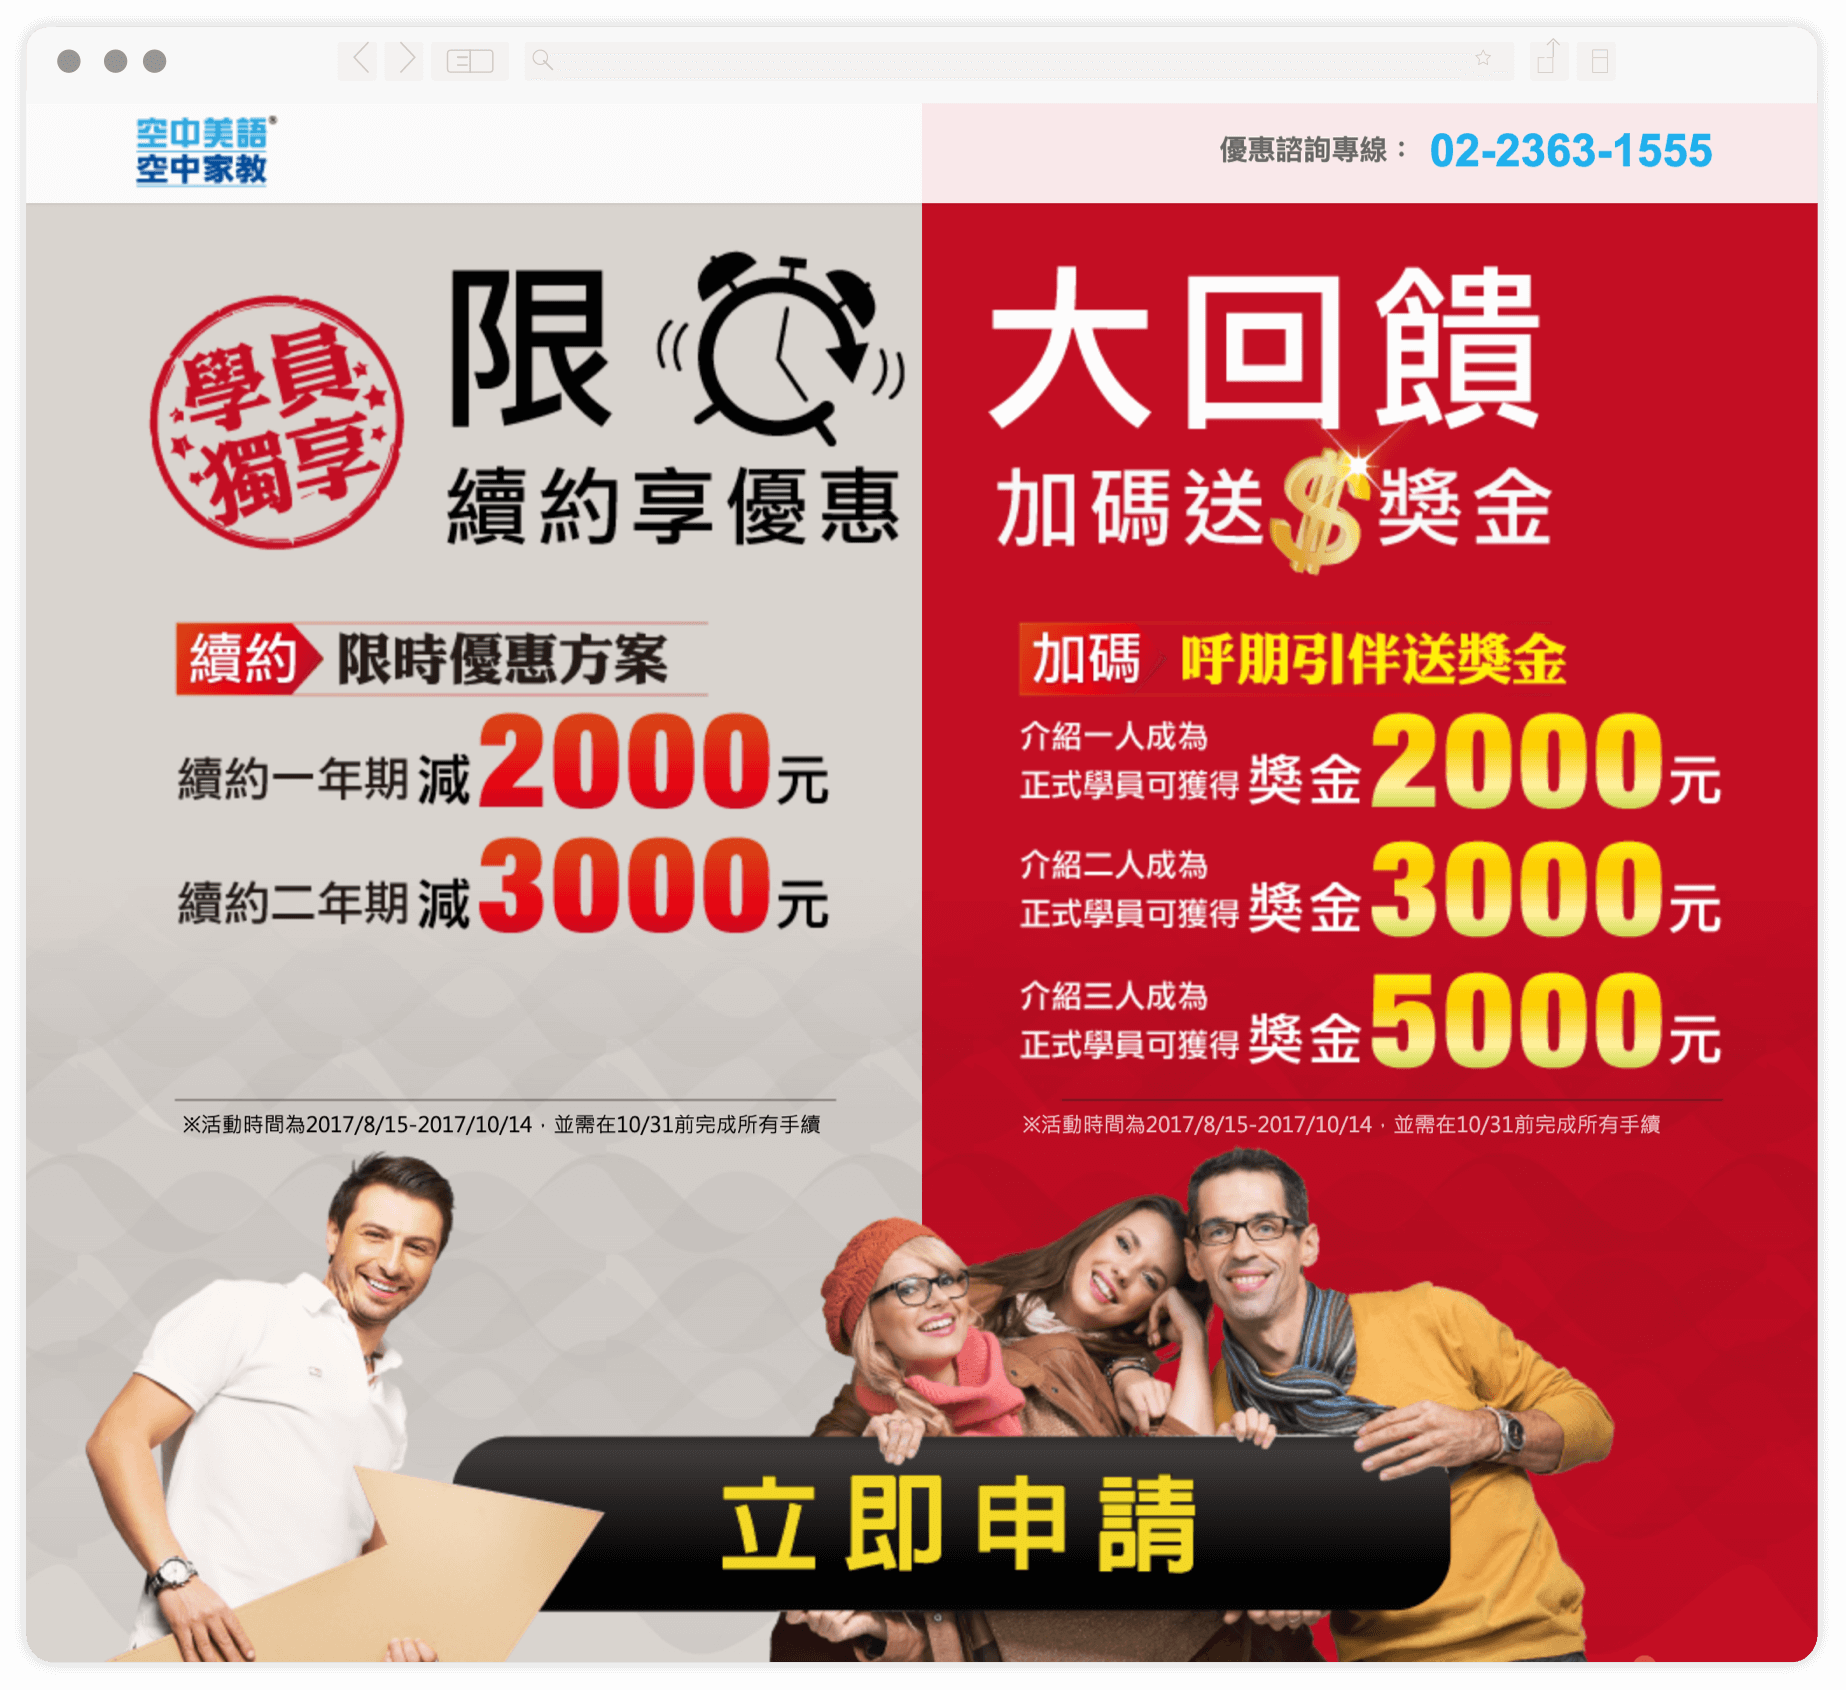 空中美語®
空中家教
優惠諮詢專線： 02-2363-1555
學員
獨享
限
續約享優惠
大回饋
加碼送$獎金
續約 限時優惠方案
續約一年期減2000元
續約二年期減3000元
※活動時間為2017/8/15-2017/10/14，並需在10/31前完成所有手續
加碼 呼朋引伴送獎金
介紹一人成為
正式學員可獲得 獎金2000元
介紹二人成為
正式學員可獲得 獎金3000元
介紹三人成為
正式學員可獲得 獎金5000元
※活動時間為2017/8/15-2017/10/14，並需在10/31前完成所有手續
立即申請